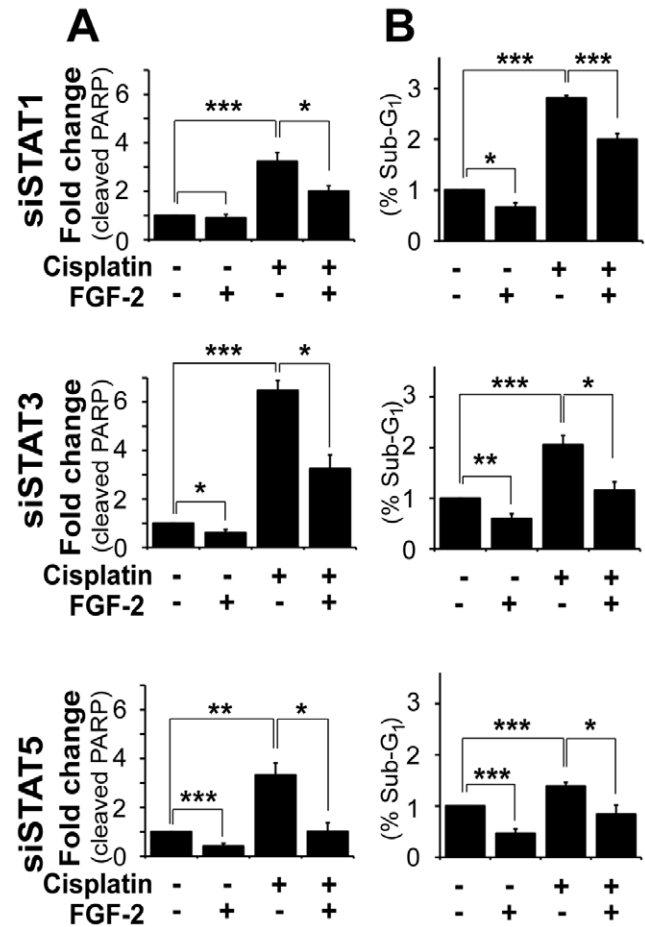 A B
siSTAT1
Fold change
(cleaved PARP)
6
4
2
0
***
*
(% Sub-G1)
3
2
1
0
***
***
*
Cisplatin - - + +
FGF-2 - + - +
- - + +
- + - +
siSTAT3
Fold change
(cleaved PARP)
6
4
2
0
***
*
*
(% Sub-G1)
3
2
1
0
***
*
**
Cisplatin - - + +
FGF-2 - + - +
- - + +
- + - +
siSTAT5
Fold change
(cleaved PARP)
6
4
2
0
**
*
***
(% Sub-G1)
3
2
1
0
***
*
***
Cisplatin - - + +
FGF-2 - + - +
- - + +
- + - +